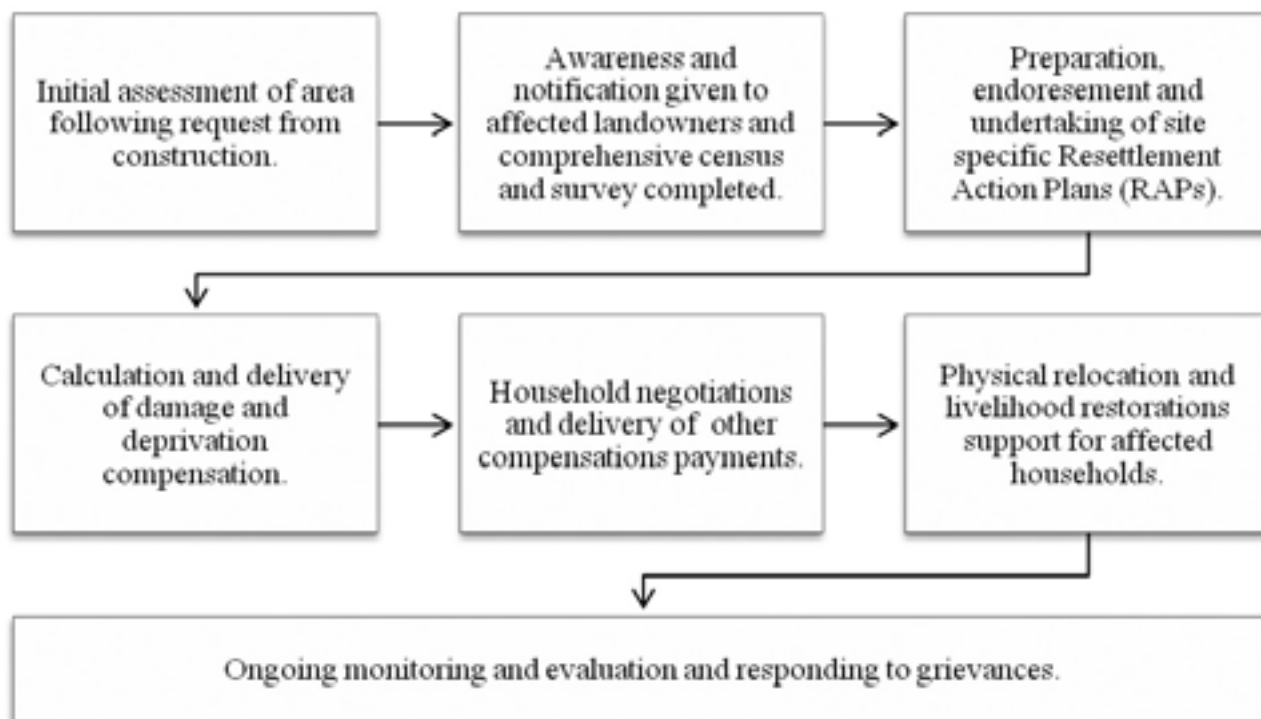 Initial assessment of area
following request from
construction.
Awareness and
notification given to
affected landowners and
comprehensive census
and survey completed.
Preparation,
endoresement and
undertaking of site
specific Resettlement
Action Plans (RAPs).
Calculation and delivery
of damage and
deprivation
compensation.
Household negotiations
and delivery of other
compensations payments.
Physical relocation and
livelihood restorations
support for affected
households.
Ongoing monitoring and evaluation and responding to grievances.